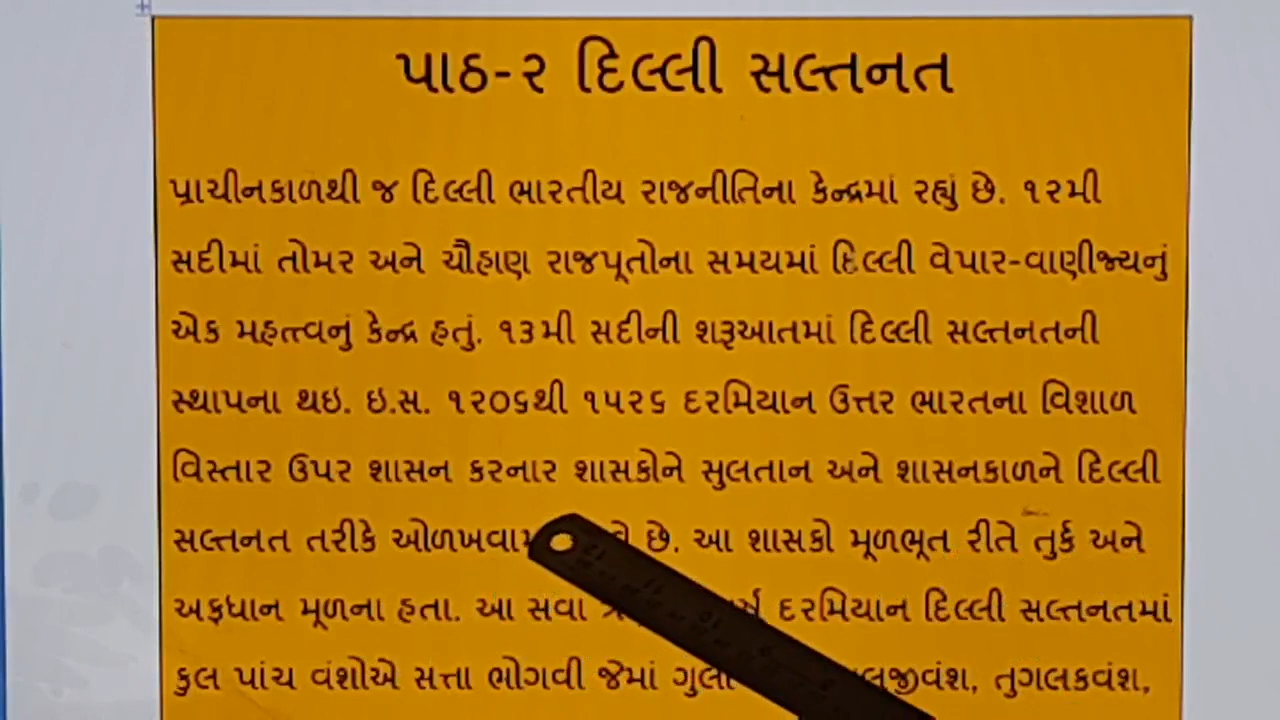 પાઠ-૨ દિલ્લી સલ્તનત
પ્રાચીનકાળથી જ દિલ્લી ભારતીય રાજનીતિના કેન્દ્રમાં રહ્યું છે. ૧૨મી
સદીમાં તોમર અને ચૌહાણ રાજપૂતોના સમયમાં દિલ્લી વેપાર-વાણીજ્યનું
એક મહત્ત્વનું કેન્દ્ર હતું. ૧૩મી સદીની શરૂઆતમાં દિલ્લી સલ્તનતની
સ્થાપના થઇ. ઇ.સ. ૧૨૦૬થી ૧૫૨૬ દરમિયાન ઉત્તર ભારતના વિશાળ
વિસ્તાર ઉપર શાસન કરનાર શાસકોને સુલતાન અને શાસનકાળને દિલ્લી
સલ્તનત તરીકે છે. આ શાસકો મૂળભૂત રીતે તુર્ક અને
અફઘાન મૂળના હતા. આ સવા દરમિયાન દિલ્લી સલ્તનતમાં
કુલ પાંચ વંશોએ સત્તા ભોગવી જેમાં તુગલકવંશ,